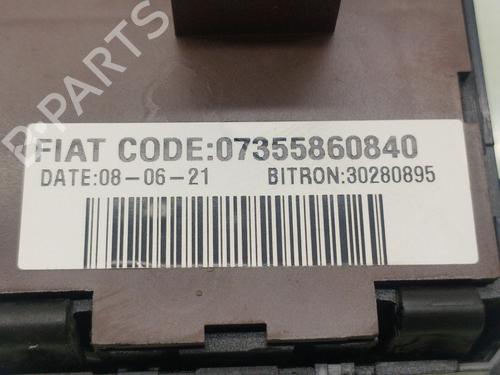 B-PARTS
FIAT CODE:07355860840
DATE:08-06-21 BITRON:30280895